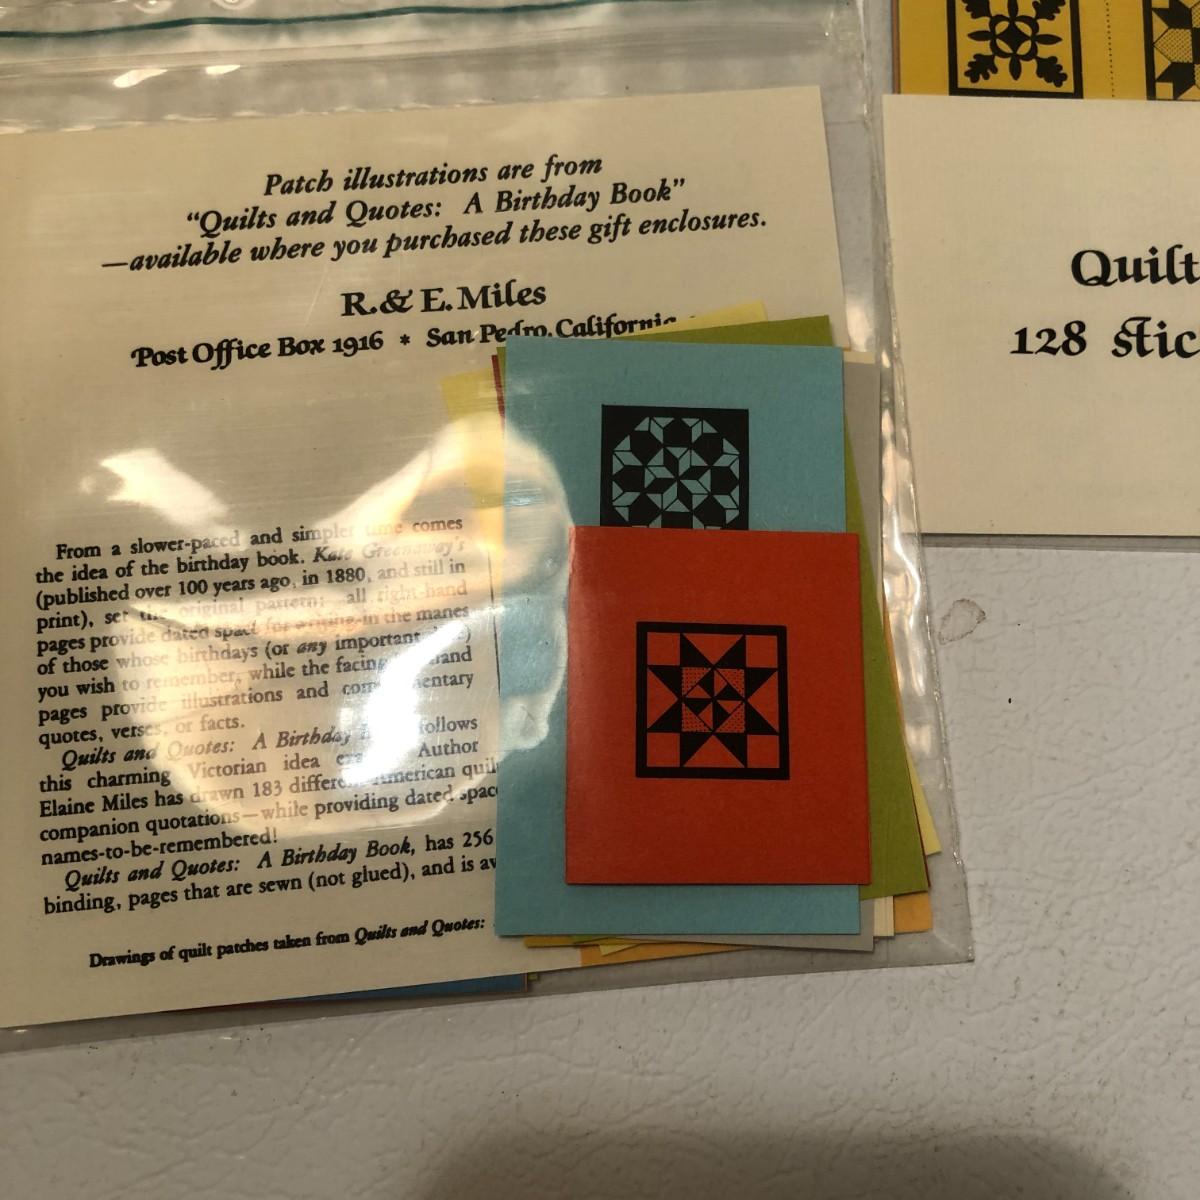 Patch illustrations are from
“Quilts and Quotes: A Birthday Book”
—available where you purchased these gift enclosures.
R. & E. Miles
Post Office Box 1916 * San Pedro, California
From a slower-paced and simpler time comes
the idea of the birthday book. Kate Greenaway's
(published over 100 years ago, in 1880, and still in
print), set the original pattern: all right-hand
pages provide dated space for writing-in the manes
of those whose birthdays (or any important)
you wish to remember, while the facing
pages provide illustrations and complementary
quotes, verses, or facts.
Quilts and Quotes: A Birthday follows
this charming Victorian idea Author
Elaine Miles has drawn 183 different American
companion quotations—while providing dated
names-to-be-remembered!
Quilts and Quotes: A Birthday Book, has 256
binding, pages that are sewn (not glued), and is
Drawings of quilt patches taken from Quilts and Quotes:
Quilt
128 Stic